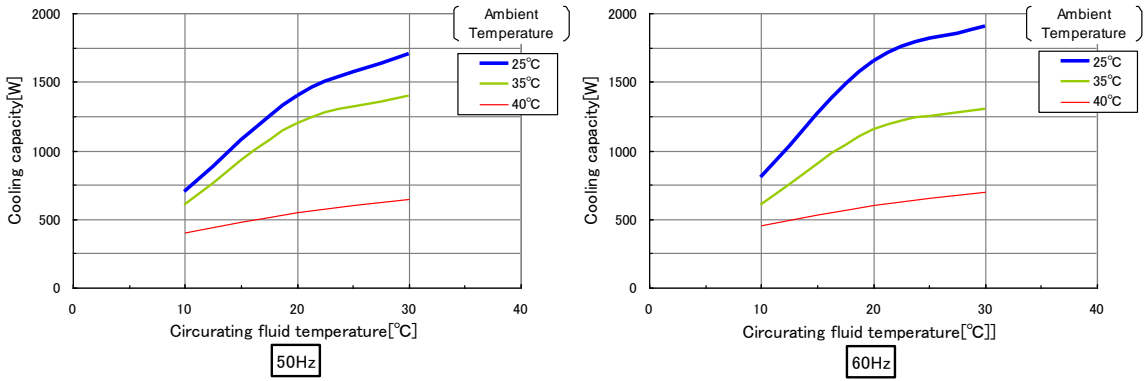 2000
1500
1000
500
0
Cooling capacity[W]
0
10
20
30
40
Circurating fluid temperature[℃]
50Hz
Ambient
Temperature
25℃
35℃
40℃
2000
1500
1000
500
0
Cooling capacity[W]
0
10
20
30
40
Circurating fluid temperature[℃]]
60Hz
Ambient
Temperature
25℃
35℃
40℃